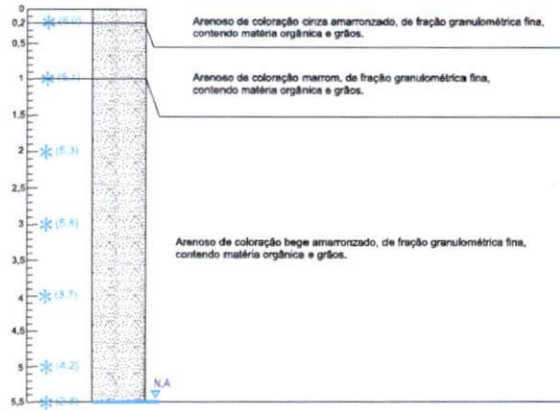 0
0,2 (6,0)
Arenoso de coloração cinza amarronzado, de fração granulométrica fina,
contendo matéria orgânica e grãos.
0,5
1
Arenoso de coloração marrom, de fração granulométrica fina,
contendo matéria orgânica e grãos.
1,5
2 (5,3)
2,5
3
Arenoso de coloração bege amarronzado, de fração granulométrica fina,
contendo matéria orgânica e grãos.
3,5
4 (3,7)
4,5
5 (4,2)
N.A
5,5